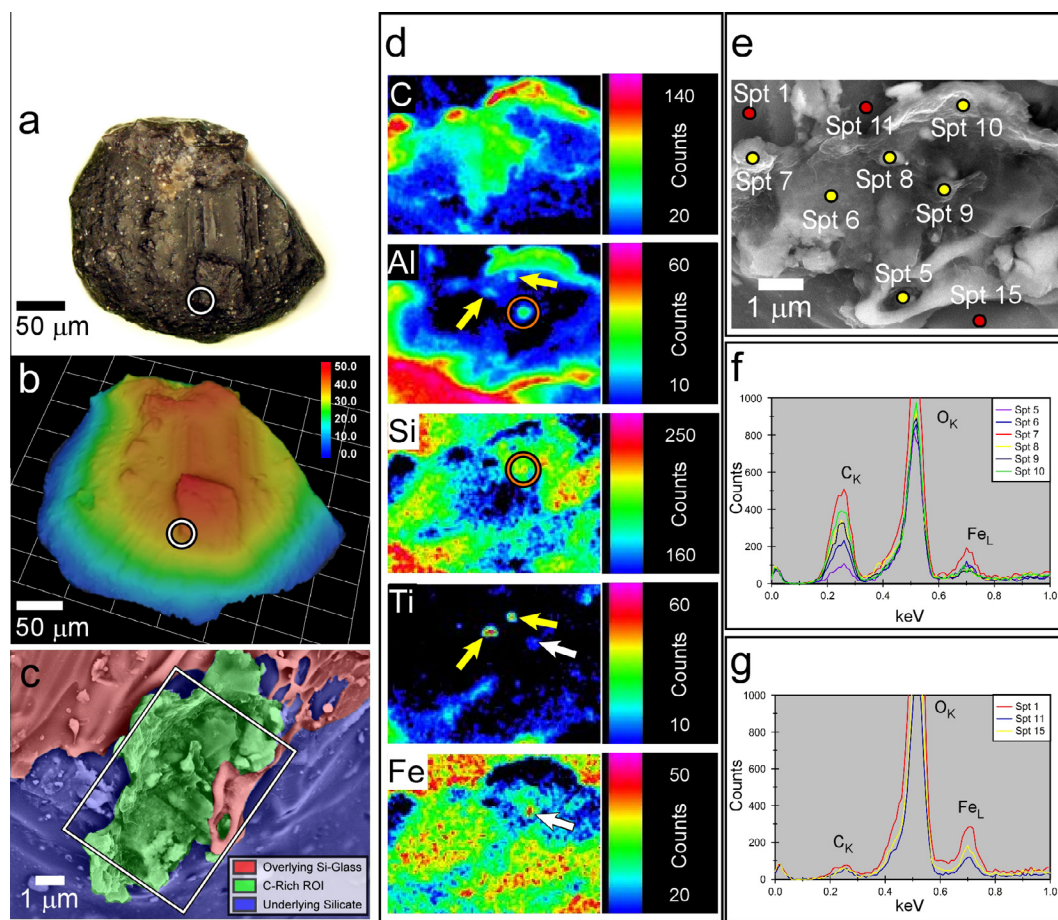 a
50 μm
b
50.0
40.0
30.0
20.0
10.0
0.0
50 μm
c
Overlying Si-Glass
C-Rich ROI
Underlying Silicate
1 μm
d
C
140
Counts
20
Al
60
Counts
10
Si
250
Counts
160
Ti
60
Counts
10
Fe
50
Counts
20
e
Spt 1
Spt 11
Spt 10
Spt 7
Spt 8
Spt 6
Spt 9
Spt 5
Spt 15
1 μm
f
1000
800
600
400
200
0
Counts
C_K
O_K
Fe_L
Spt 5
Spt 6
Spt 7
Spt 8
Spt 9
Spt 10
0.0 0.2 0.4 0.6 0.8 1.0
keV
g
1000
800
600
400
200
0
Counts
C_K
O_K
Fe_L
Spt 1
Spt 11
Spt 15
0.0 0.2 0.4 0.6 0.8 1.0
keV